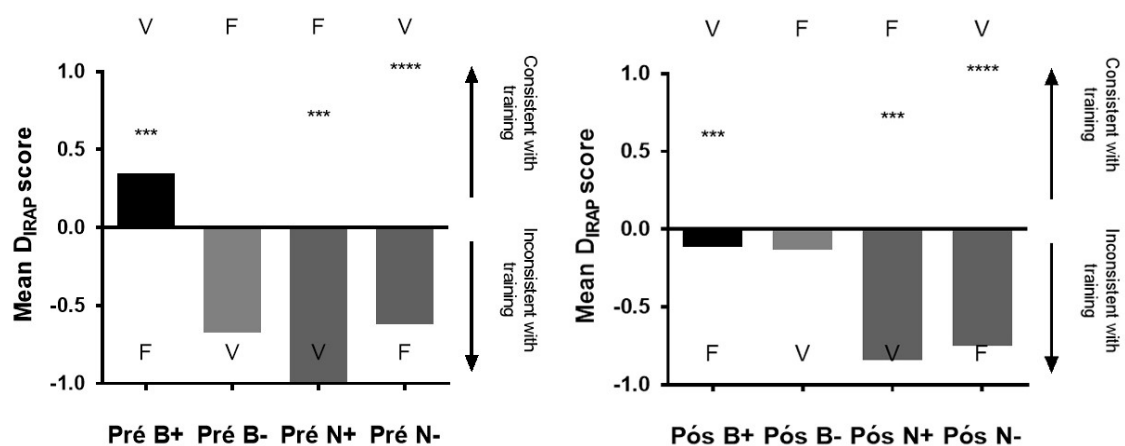 V F F V
1.0
0.5
0.0
-0.5
-1.0
Mean DIRAP score
***
***
****
F V V F
Pré B+ Pré B- Pré N+ Pré N-
Consistent with
training
Inconsistent with
training
V F F V
1.0
0.5
0.0
-0.5
-1.0
Mean DIRAP score
***
***
****
F V V F
Pós B+ Pós B- Pós N+ Pós N-
Consistent with
training
Inconsistent with
training